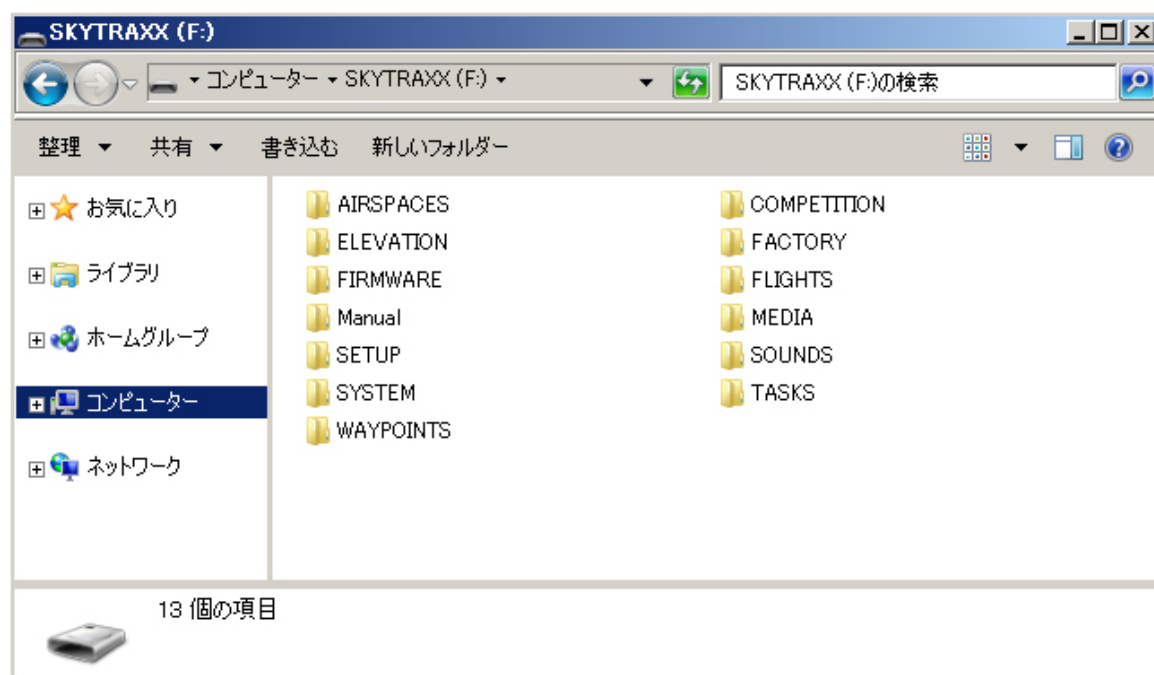 SKYTRAXX (F:)
コンピューター SKYTRAXX (F:) SKYTRAXX (F:)の検索
整理 共有 書き込む 新しいフォルダー
お気に入り
ライブラリ
ホームグループ
コンピューター
ネットワーク
AIRSPACES COMPETITION
ELEVATION FACTORY
FIRMWARE FLIGHTS
Manual MEDIA
SETUP SOUNDS
SYSTEM TASKS
WAYPOINTS
13 個の項目